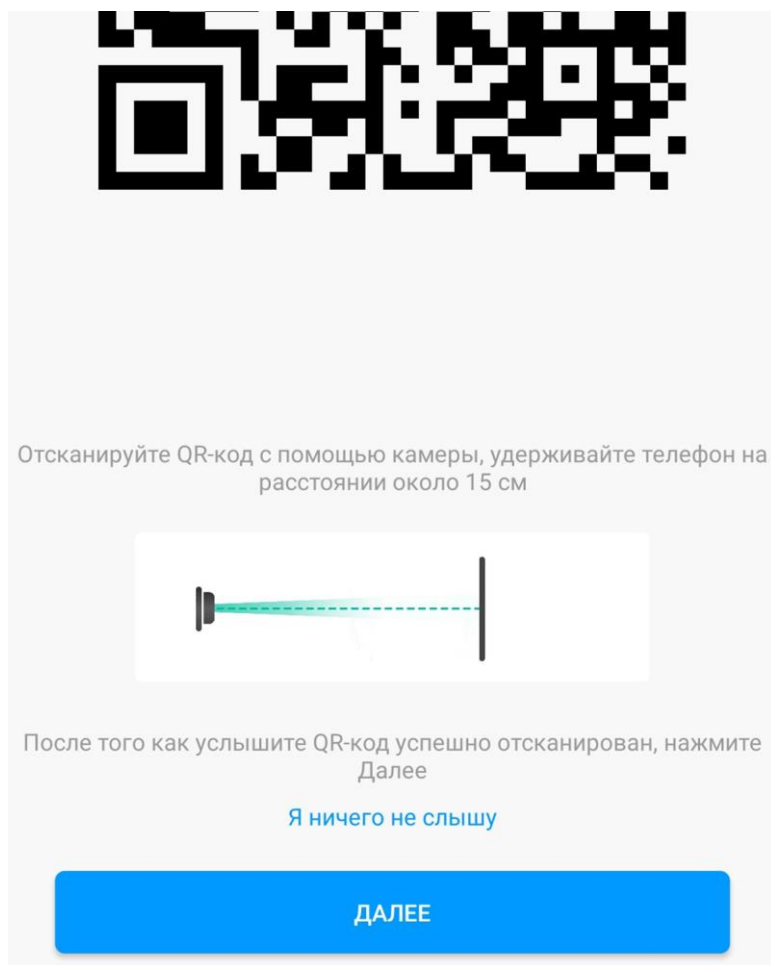 Отсканируйте QR-код с помощью камеры, удерживайте телефон на
расстоянии около 15 см
После того как услышите QR-код успешно отсканирован, нажмите
Далее
Я ничего не слышу
ДАЛЕЕ